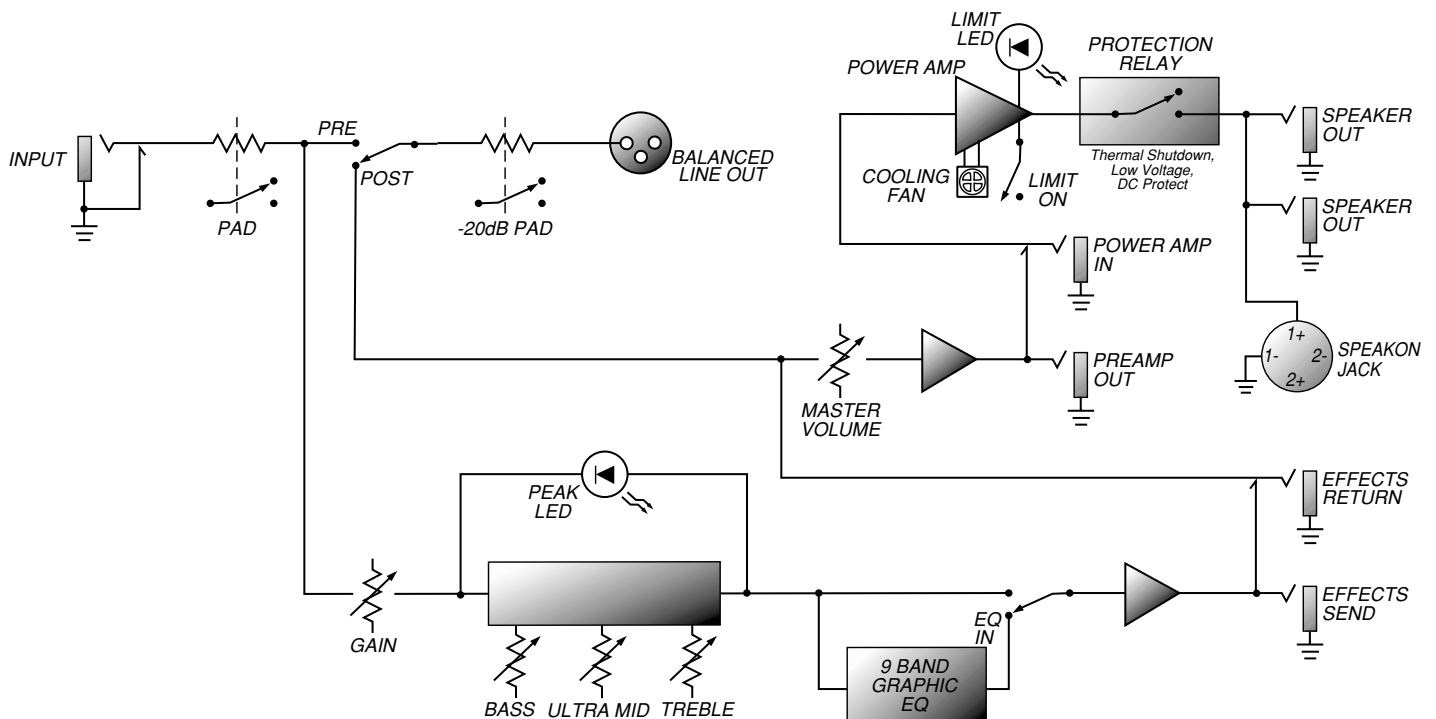 LIMIT
LED
PROTECTION
RELAY
POWER AMP
INPUT
PRE
POST
BALANCED
LINE OUT
SPEAKER
OUT
Thermal Shutdown,
Low Voltage,
DC Protect
COOLING
FAN
LIMIT
ON
PAD
-20dB PAD
SPEAKER
OUT
POWER AMP
IN
1+
1-
2-
2+
SPEAKON
JACK
PREAMP
OUT
MASTER
VOLUME
PEAK
LED
EFFECTS
RETURN
GAIN
EQ
IN
EFFECTS
SEND
9 BAND
GRAPHIC
EQ
BASS
ULTRA MID
TREBLE